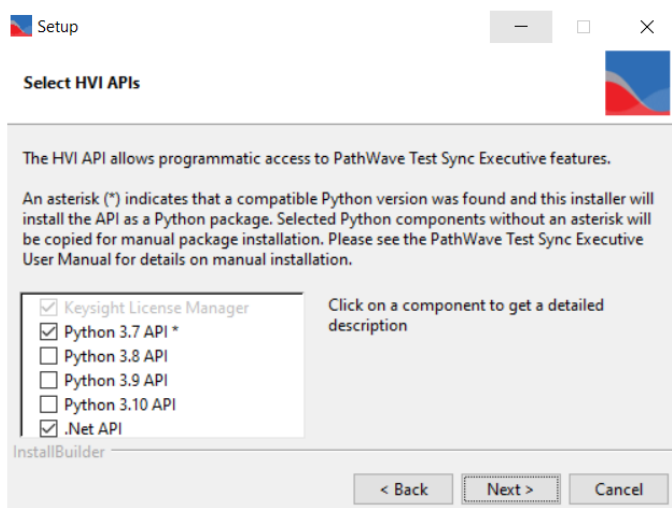 Setup
Select HVI APIs
The HVI API allows programmatic access to PathWave Test Sync Executive features.
An asterisk (*) indicates that a compatible Python version was found and this installer will
install the API as a Python package. Selected Python components without an asterisk will
be copied for manual package installation. Please see the PathWave Test Sync Executive
User Manual for details on manual installation.
Keysight License Manager
Python 3.7 API *
Python 3.8 API
Python 3.9 API
Python 3.10 API
.Net API
Click on a component to get a detailed
description
InstallBuilder
< Back
Next >
Cancel